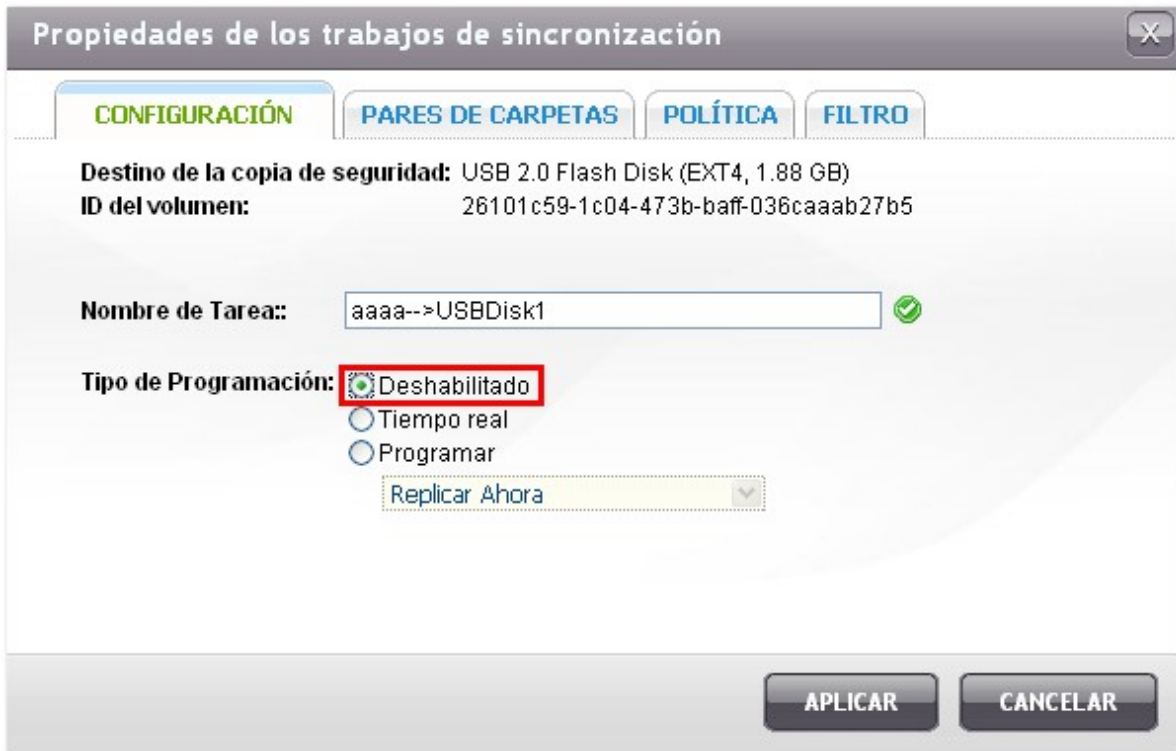 Propiedades de los trabajos de sincronización
X
CONFIGURACIÓN PARES DE CARPETAS POLÍTICA FILTRO
Destino de la copia de seguridad: USB 2.0 Flash Disk (EXT4, 1.88 GB)
ID del volumen: 26101c59-1c04-473b-baff-036caaab27b5
Nombre de Tarea:: aaaa-->USBDisk1
Tipo de Programación: Deshabilitado
Tiempo real
Programar
Replicar Ahora
APLICAR CANCELAR